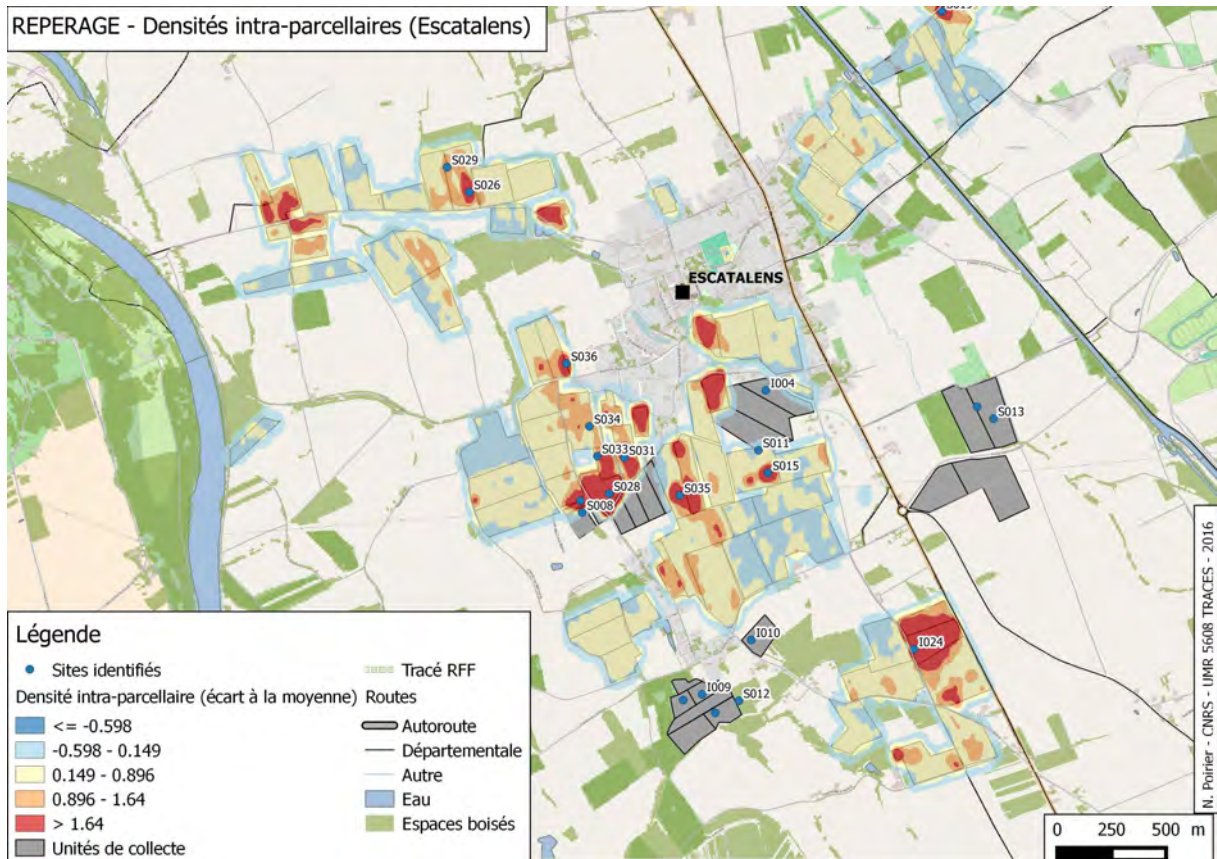 REPERAGE - Densités intra-parcellaires (Escatalens)
S029
S026
ESCATALENS
S036
I004
S013
S034
S011
S033
S031
S015
S028
S035
S008
I010
I024
I009
S012
Légende
Sites identifiés
Densité intra-parcellaire (écart à la moyenne)
<= -0.598
-0.598 - 0.149
0.149 - 0.896
0.896 - 1.64
> 1.64
Unités de collecte
Tracé RFF
Routes
Autoroute
Départementale
Autre
Eau
Espaces boisés
0 250 500 m
N. Poirier - CNRS - UMR 5608 TRACES - 2016